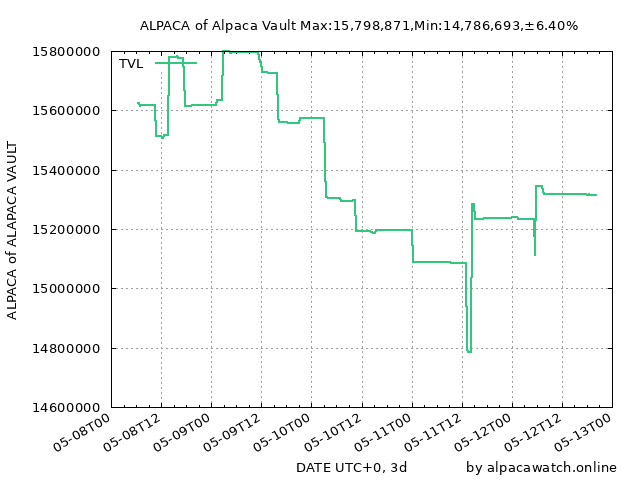 ALPACA of Alpaca Vault Max:15,798,871,Min:14,786,693,±6.40%
TVL
ALPACA of ALAPACA VAULT
15800000
15600000
15400000
15200000
15000000
14800000
14600000
05-08T00
05-08T12
05-09T00
05-09T12
05-10T00
05-10T12
05-11T00
05-11T12
05-12T00
05-12T12
05-13T00
DATE UTC+0, 3d
by alpacawatch.online